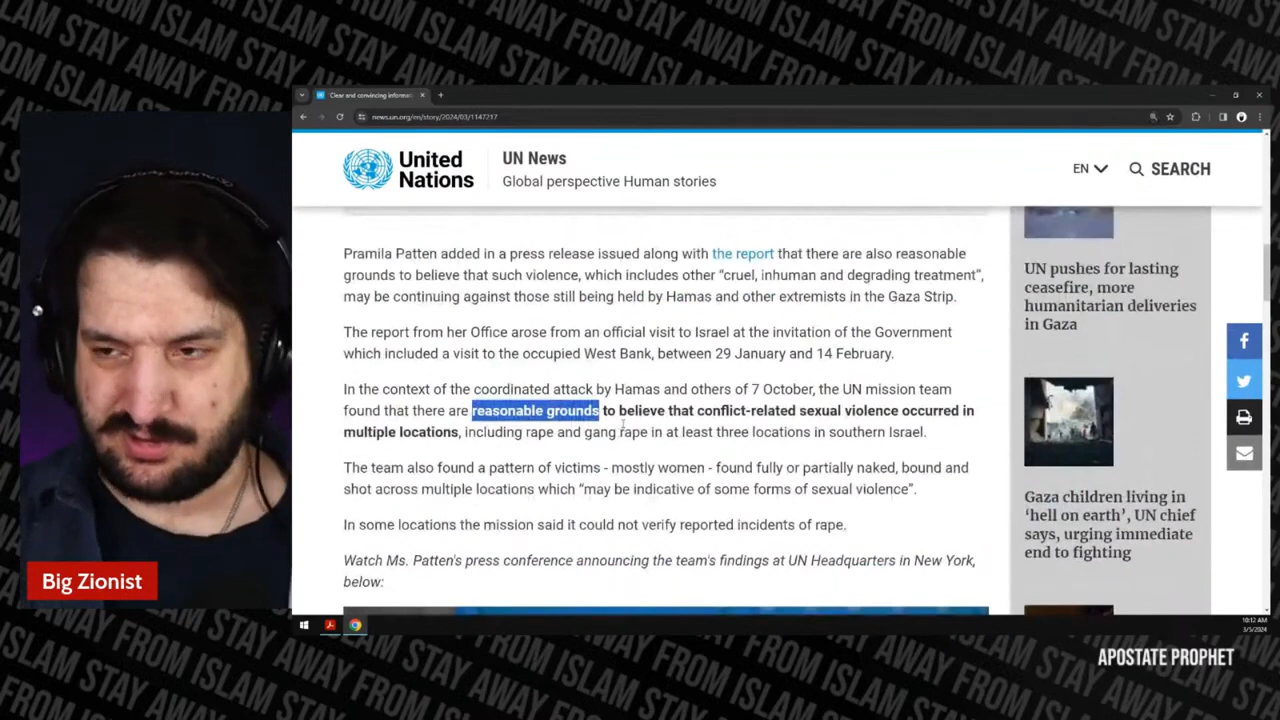 STAY AWAY FROM ISLAM STAY AWAY FROM ISLAM
Clear and convincing informati
news.un.org/en/story/2024/03/1147217
United
Nations
UN News
Global perspective Human stories
EN
SEARCH
Pramila Patten added in a press release issued along with the report that there are also reasonable
grounds to believe that such violence, which includes other “cruel, inhuman and degrading treatment”,
may be continuing against those still being held by Hamas and other extremists in the Gaza Strip.
The report from her Office arose from an official visit to Israel at the invitation of the Government
which included a visit to the occupied West Bank, between 29 January and 14 February.
In the context of the coordinated attack by Hamas and others of 7 October, the UN mission team
found that there are reasonable grounds to believe that conflict-related sexual violence occurred in
multiple locations, including rape and gang rape in at least three locations in southern Israel.
The team also found a pattern of victims - mostly women - found fully or partially naked, bound and
shot across multiple locations which “may be indicative of some forms of sexual violence”.
In some locations the mission said it could not verify reported incidents of rape.
Watch Ms. Patten's press conference announcing the team's findings at UN Headquarters in New York,
below:
UN pushes for lasting
ceasefire, more
humanitarian deliveries
in Gaza
Gaza children living in
‘hell on earth’, UN chief
says, urging immediate
end to fighting
Big Zionist
10:12 AM
3/5/2024
APOSTATE PROPHET